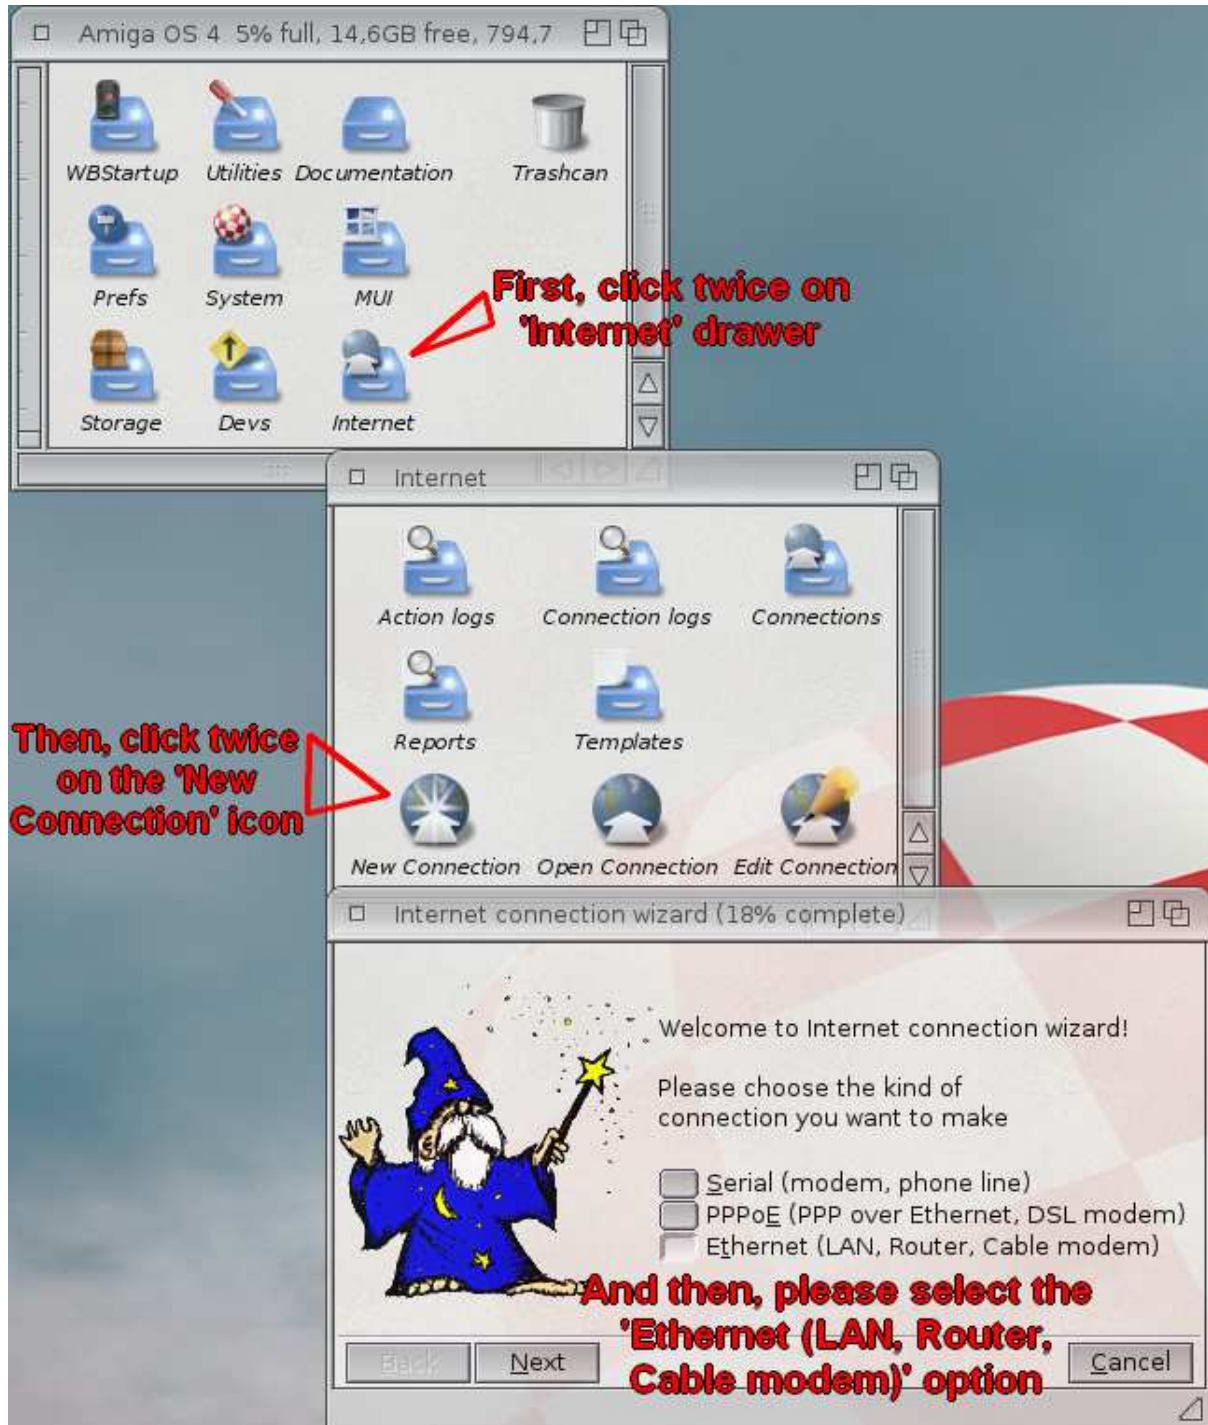 Amiga OS 4 5% full, 14,6GB free, 794,7
WBStartup Utilities Documentation Trashcan
Prefs System MUI
First, click twice on
'Internet' drawer
Storage Devs Internet
Internet
Action logs Connection logs Connections
Reports Templates
Then, click twice
on the 'New
Connection' icon
New Connection Open Connection Edit Connection
Internet connection wizard (18% complete)
Welcome to Internet connection wizard!
Please choose the kind of
connection you want to make
Serial (modem, phone line)
PPPoE (PPP over Ethernet, DSL modem)
Ethernet (LAN, Router, Cable modem)
And then, please select the
'Ethernet (LAN, Router,
Cable modem)' option
Back Next Cancel